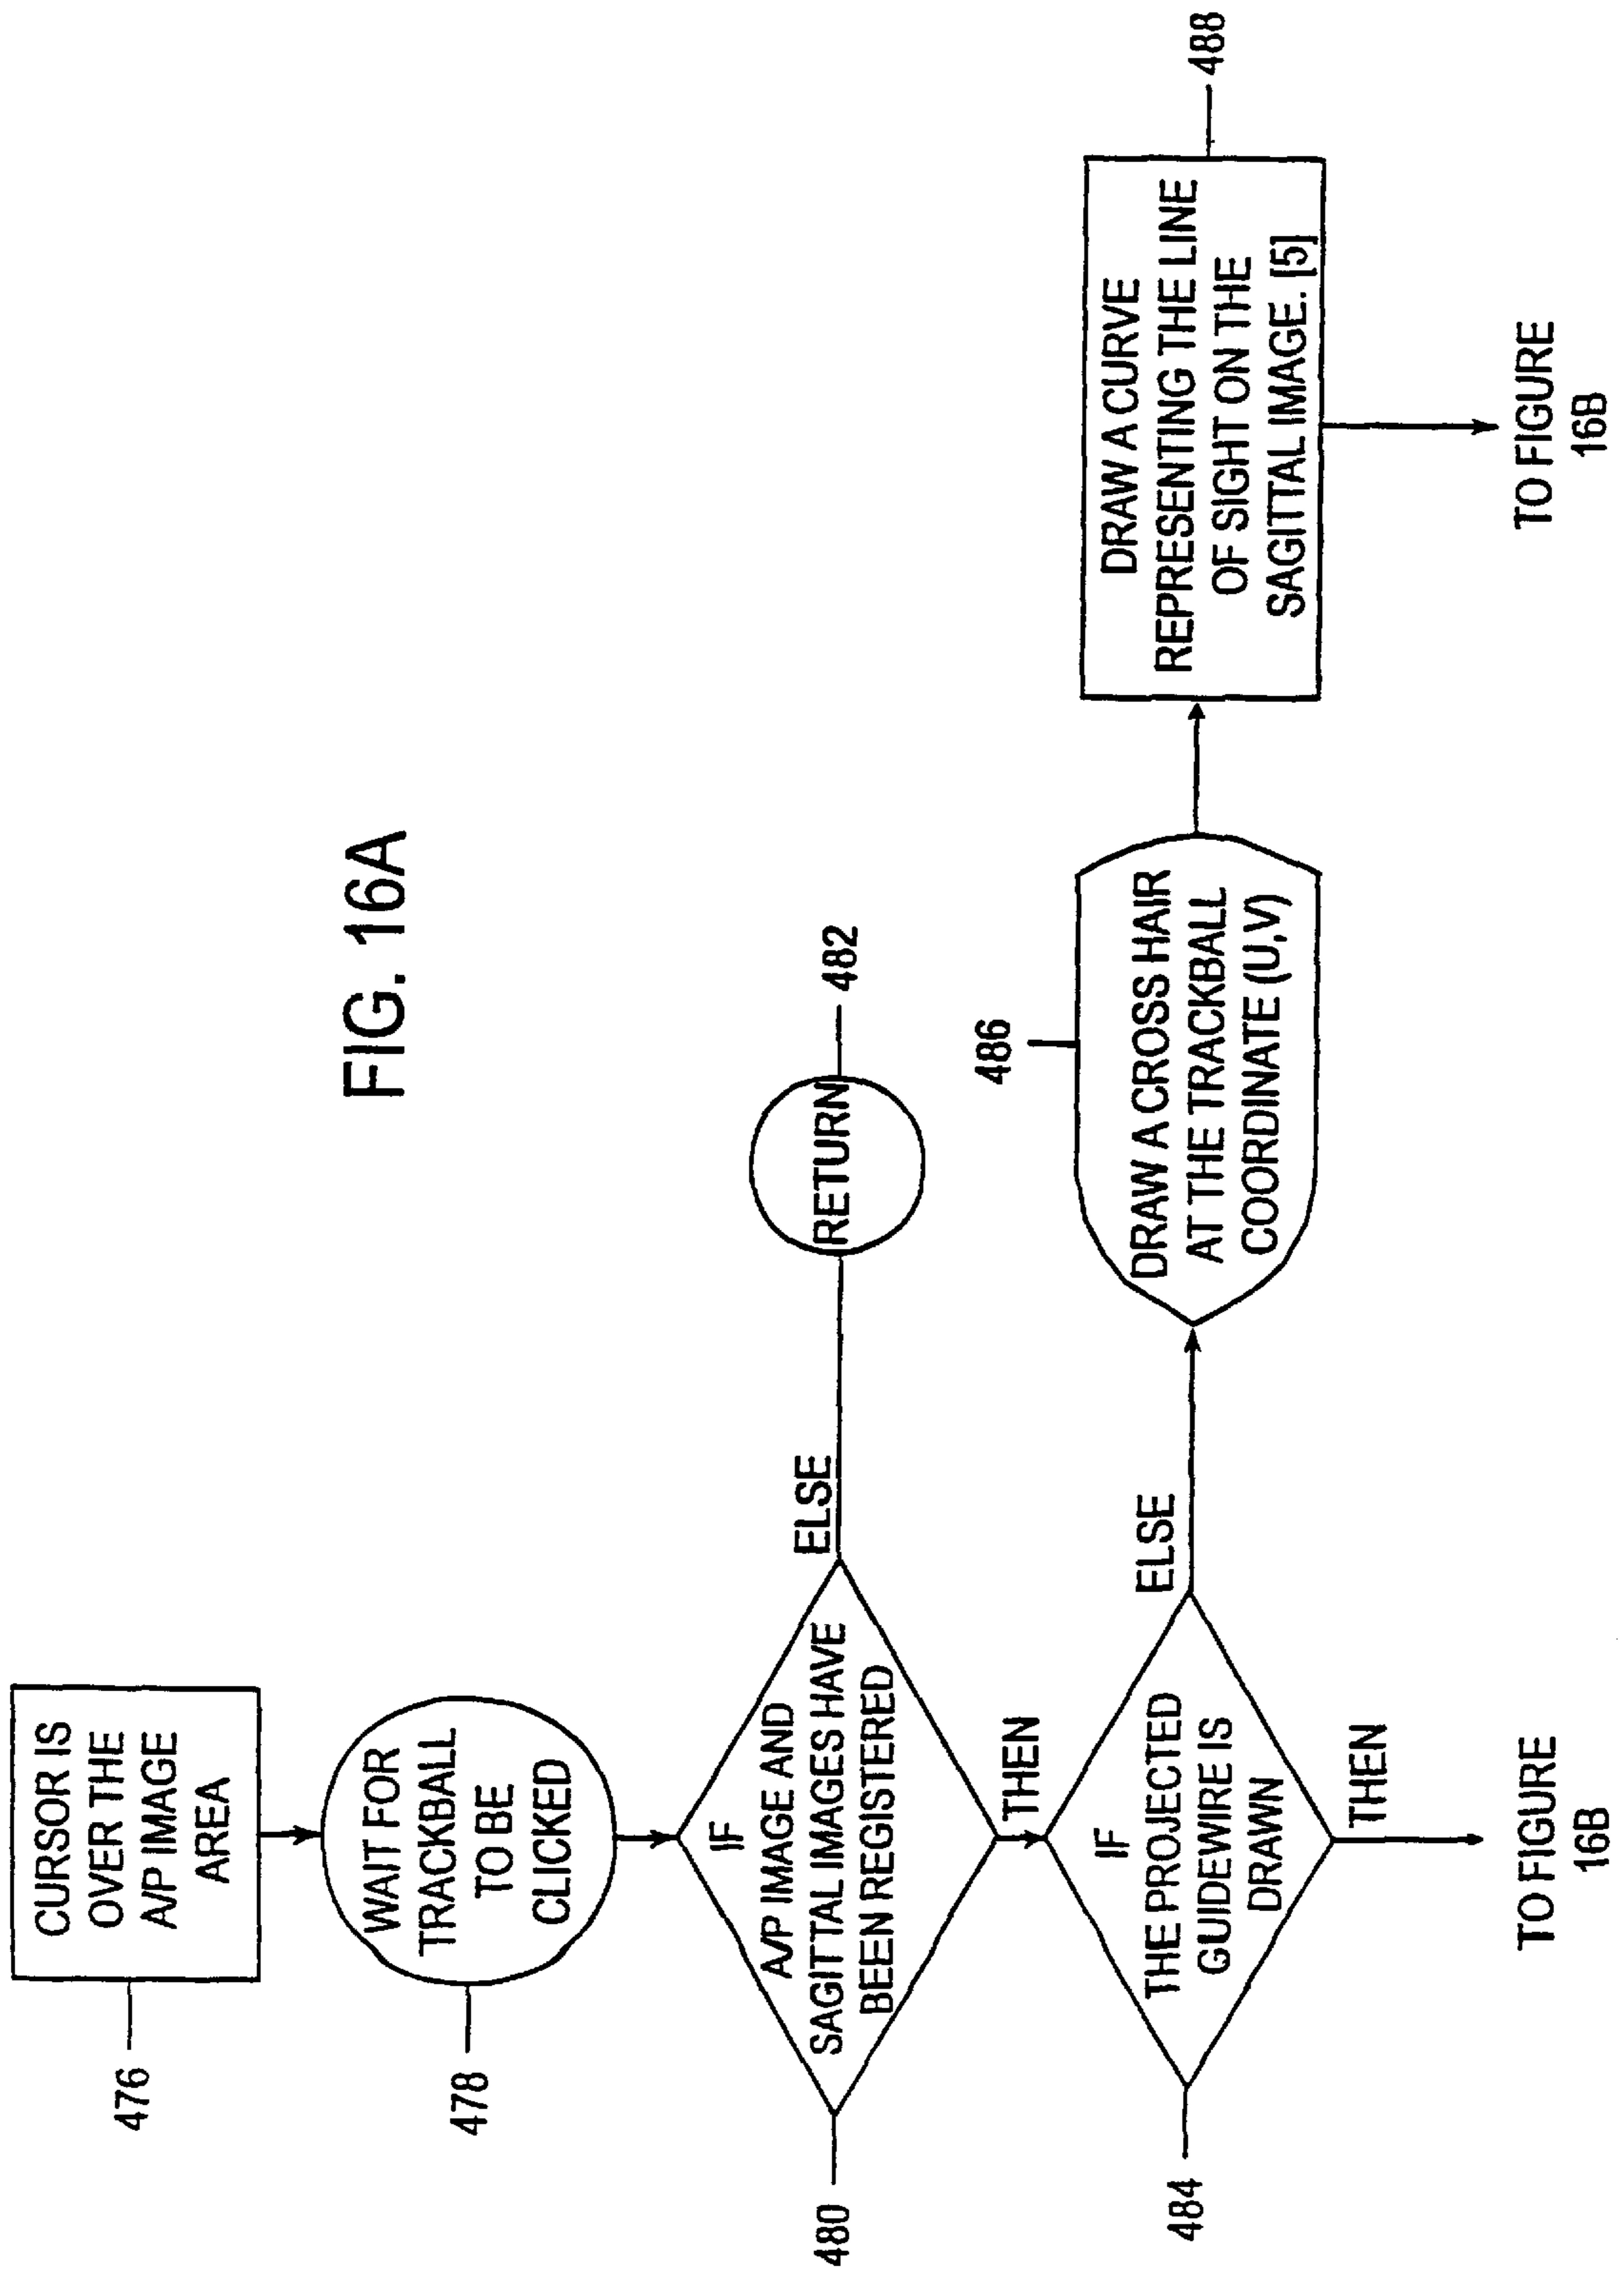 FIG. 16A
476
CURSOR IS
OVER THE
A/P IMAGE
AREA
478
WAIT FOR
TRACKBALL
TO BE
CLICKED
480
IF
A/P IMAGE AND
SAGITTAL IMAGES HAVE
BEEN REGISTERED
ELSE
RETURN
482
THEN
484
IF
THE PROJECTED
GUIDEWIRE IS
DRAWN
ELSE
486
DRAW A CROSS HAIR
AT THE TRACKBALL
COORDINATE (U,V)
488
DRAW A CURVE
REPRESENTING THE LINE
OF SIGHT ON THE
SAGITTAL IMAGE. [5]
THEN
TO FIGURE
16B
TO FIGURE
16B